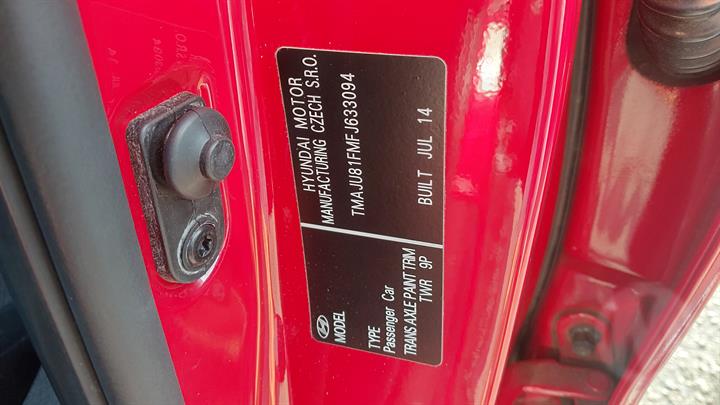 HYUNDAI MOTOR
MANUFACTURING CZECH S.R.O.
TMAJU81FMFJ633094
BUILT JUL 14
MODEL
TYPE
Passenger Car
TRANS AXLE PAINT TRIM
TWR 9P